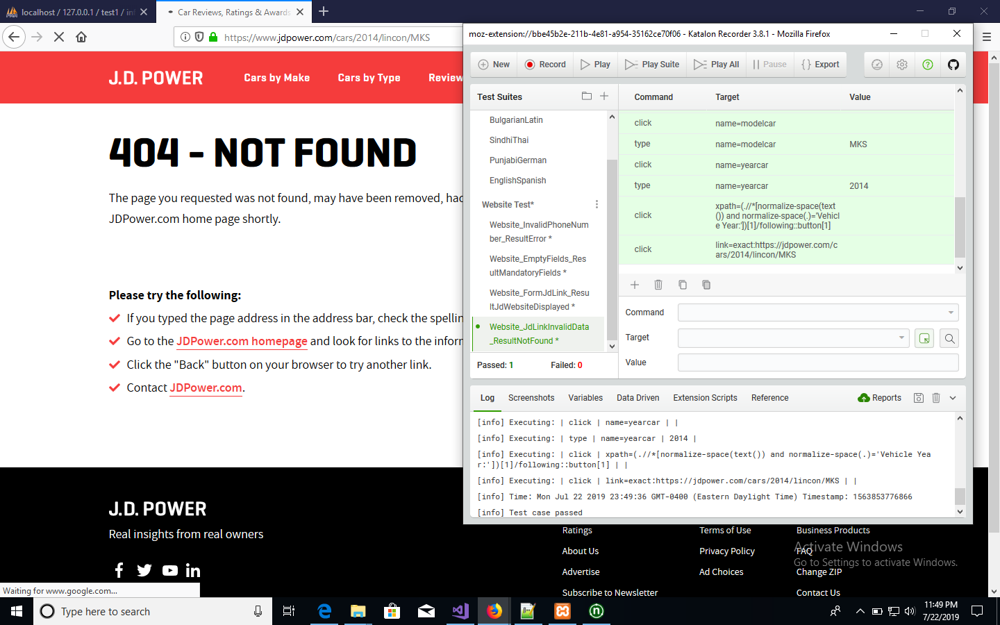 localhost / 127.0.0.1 / test1 / in
Car Reviews, Ratings & Awards
https://www.jdpower.com/cars/2014/lincon/MKS
J.D. POWER
Cars by Make
Cars by Type
Review
404 - NOT FOUND
The page you requested was not found, may have been removed, had
JDPower.com home page shortly.
Please try the following:
If you typed the page address in the address bar, check the spellin
Go to the JDPower.com homepage and look for links to the inform
Click the "Back" button on your browser to try another link.
Contact JDPower.com.
J.D. POWER
Real insights from real owners
Waiting for www.google.com...
moz-extension://bbe45b2e-211b-4e81-a954-35162ce70f06 - Katalon Recorder 3.8.1 - Mozilla Firefox
New
Record
Play
Play Suite
Play All
Pause
Export
Test Suites
BulgarianLatin
SindhiThai
PunjabiGerman
EnglishSpanish
Website Test*
Website_InvalidPhoneNum
ber_ResultError *
Website_EmptyFields_Res
ultMandatoryFields *
Website_FormJdLink_Resu
ltJdWebsiteDisplayed *
Website_JdLinkInvalidData
_ResultNotFound *
Passed: 1
Failed: 0
Command Target Value
click name=modelcar
type name=modelcar MKS
click name=yearcar
type name=yearcar 2014
click xpath=(.//*[normalize-space(text
()) and normalize-space(.)='Vehicl
e Year:'])[1]/following::button[1]
click link=exact:https://jdpower.com/c
ars/2014/lincon/MKS
Command
Target
Value
Log
Screenshots
Variables
Data Driven
Extension Scripts
Reference
Reports
[info] Executing: | click | name=yearcar | |
[info] Executing: | type | name=yearcar | 2014 |
[info] Executing: | click | xpath=(.//*[normalize-space(text()) and normalize-space(.)='Vehicle Yea
r:'])[1]/following::button[1] | |
[info] Executing: | click | link=exact:https://jdpower.com/cars/2014/lincon/MKS | |
[info] Time: Mon Jul 22 2019 23:49:36 GMT-0400 (Eastern Daylight Time) Timestamp: 1563853776866
[info] Test case passed
Ratings
About Us
Advertise
Subscribe to Newsletter
Terms of Use
Privacy Policy
Ad Choices
Business Products
FAQ
Change ZIP
Contact Us
Activate Windows
Go to Settings to activate Windows.
Type here to search
11:49 PM
7/22/2019